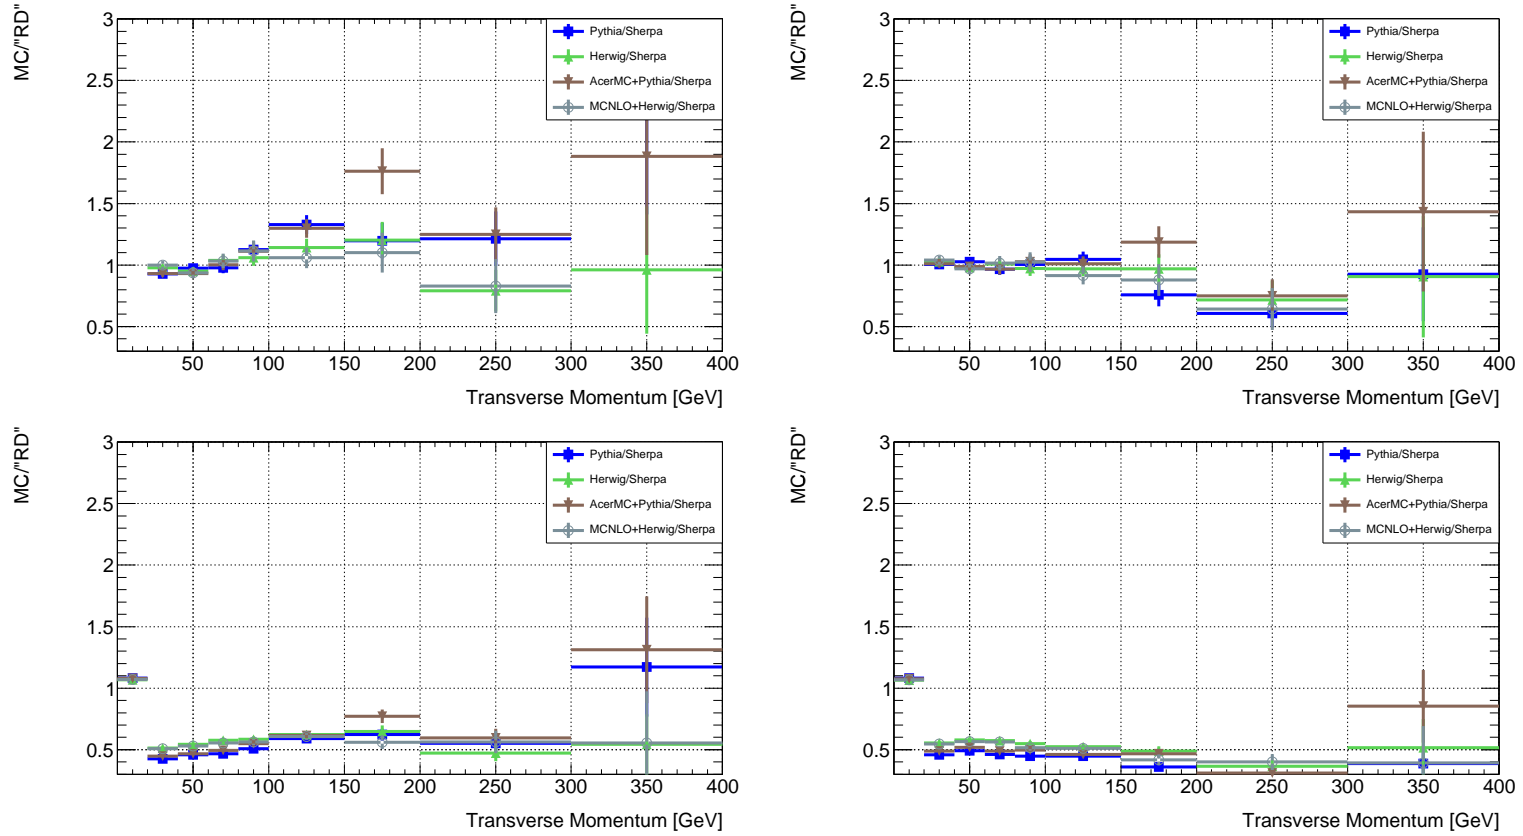 MC/"RD"
3
2.5
2
1.5
1
0.5
Pythia/Sherpa
Herwig/Sherpa
AcerMC+Pythia/Sherpa
MCNLO+Herwig/Sherpa
50 100 150 200 250 300 350 400
Transverse Momentum [GeV]
MC/"RD"
3
2.5
2
1.5
1
0.5
Pythia/Sherpa
Herwig/Sherpa
AcerMC+Pythia/Sherpa
MCNLO+Herwig/Sherpa
50 100 150 200 250 300 350 400
Transverse Momentum [GeV]
MC/"RD"
3
2.5
2
1.5
1
0.5
Pythia/Sherpa
Herwig/Sherpa
AcerMC+Pythia/Sherpa
MCNLO+Herwig/Sherpa
50 100 150 200 250 300 350 400
Transverse Momentum [GeV]
MC/"RD"
3
2.5
2
1.5
1
0.5
Pythia/Sherpa
Herwig/Sherpa
AcerMC+Pythia/Sherpa
MCNLO+Herwig/Sherpa
50 100 150 200 250 300 350 400
Transverse Momentum [GeV]